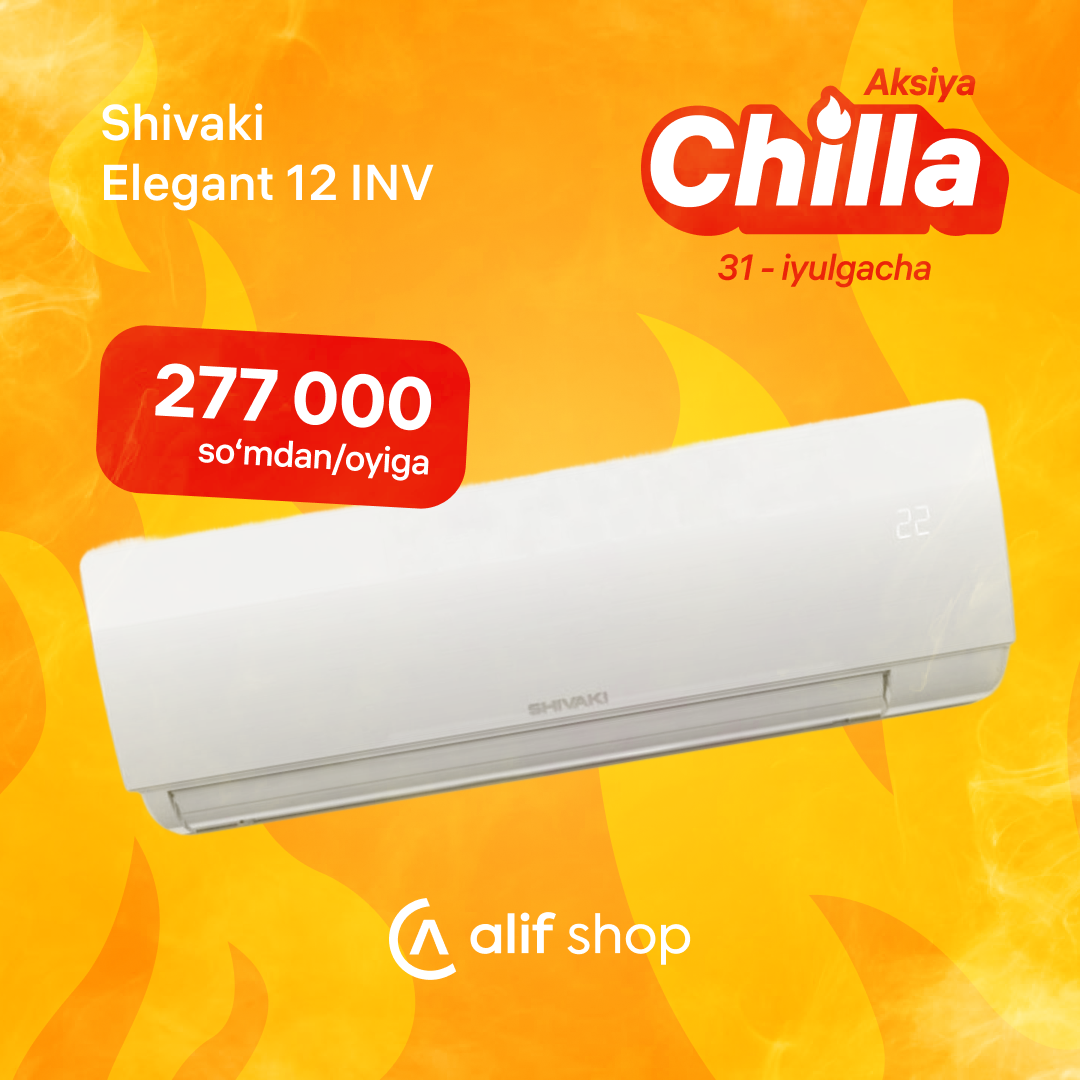 Shivaki
Elegant 12 INV
Aksiya
Chilla
31 - iyulgacha
277 000
so‘mdan/oyiga
22
SHIVAKI
alif shop